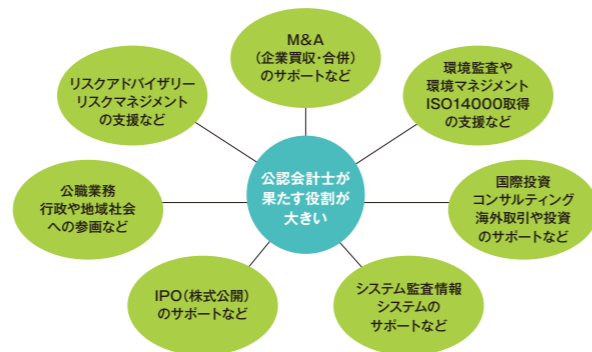 M&A
（企業買収・合併）
のサポートなど
環境監査や
環境マネジメント
ISO14000取得
の支援など
国際投資
コンサルティング
海外取引や投資
のサポートなど
システム監査情報
システムの
サポートなど
IPO（株式公開）
のサポートなど
公職業務
行政や地域社会
への参画など
リスクアドバイザリー
リスクマネジメント
の支援など
公認会計士が
果たす役割が
大きい